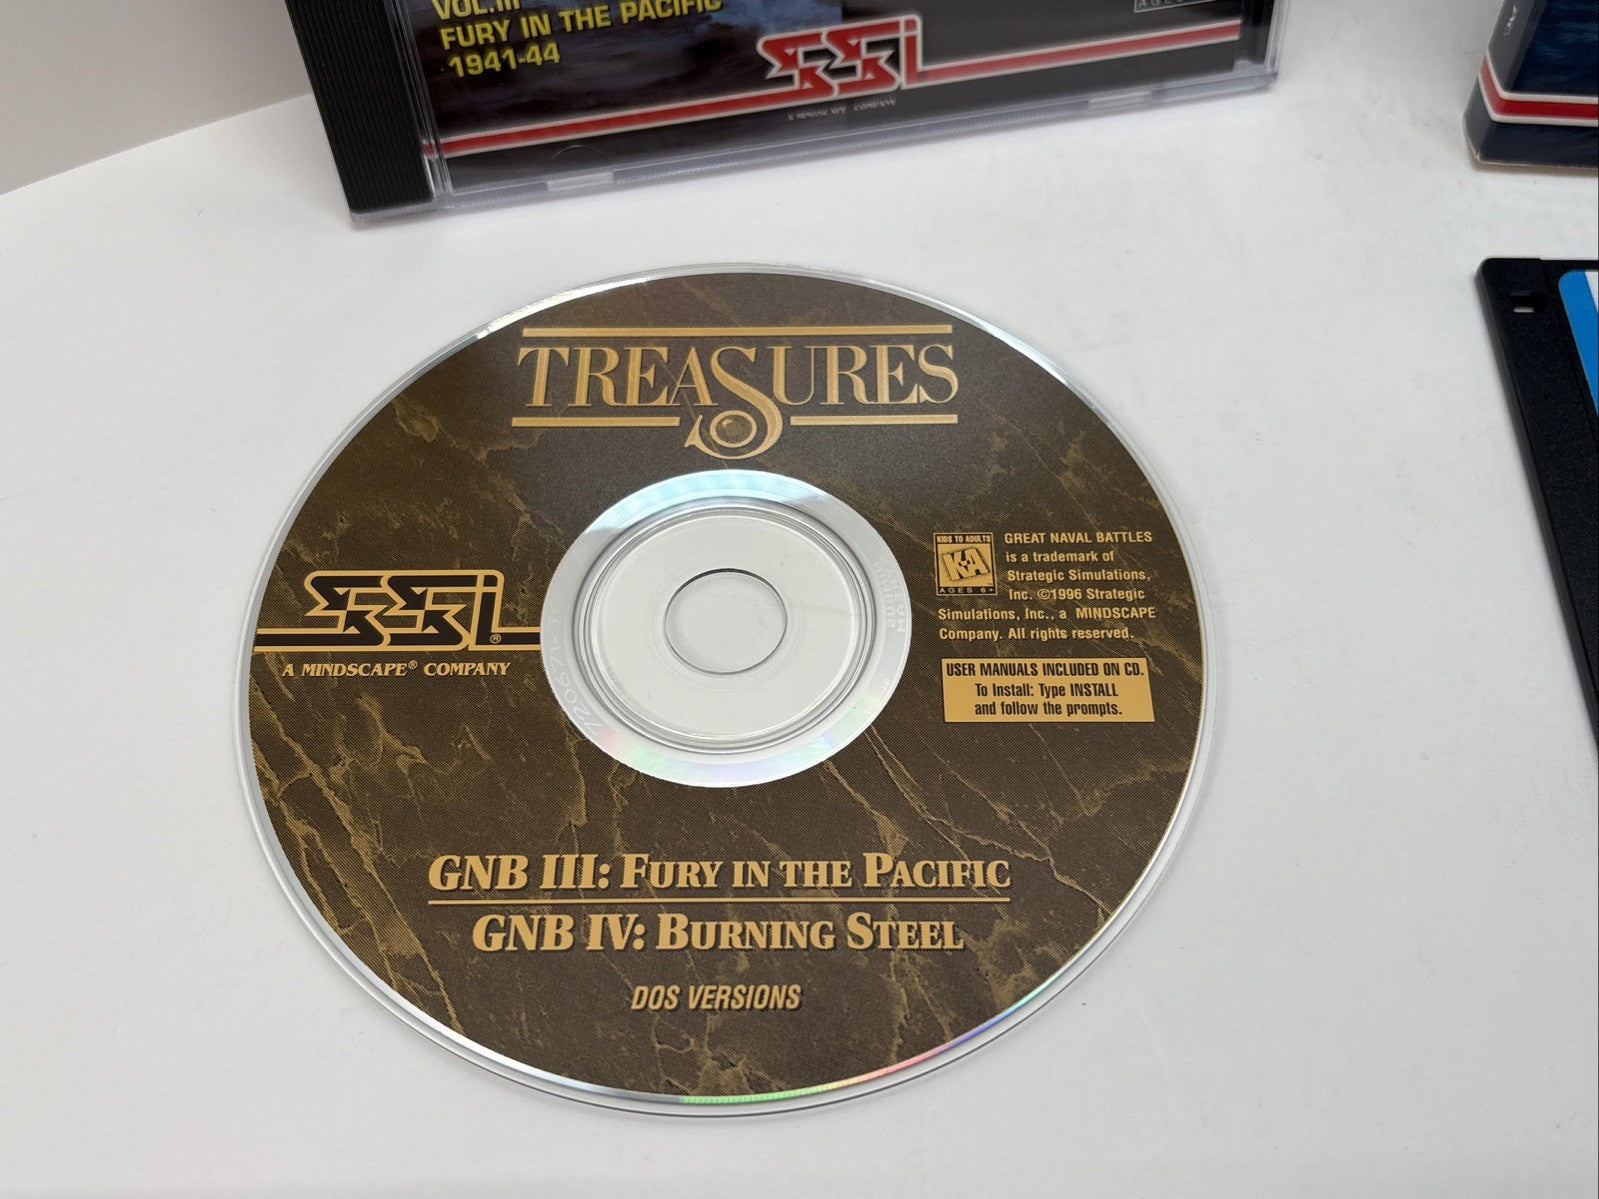 VOL.III
FURY IN THE PACIFIC
1941-44
SSI
TREASURES
SSI®
A MINDSCAPE® COMPANY
KIDS TO ADULTS
K-A
AGES 6+
GREAT NAVAL BATTLES
is a trademark of
Strategic Simulations,
Inc. ©1996 Strategic
Simulations, Inc., a MINDSCAPE
Company. All rights reserved.
USER MANUALS INCLUDED ON CD.
To Install: Type INSTALL
and follow the prompts.
GNB III: FURY IN THE PACIFIC
GNB IV: BURNING STEEL
DOS VERSIONS